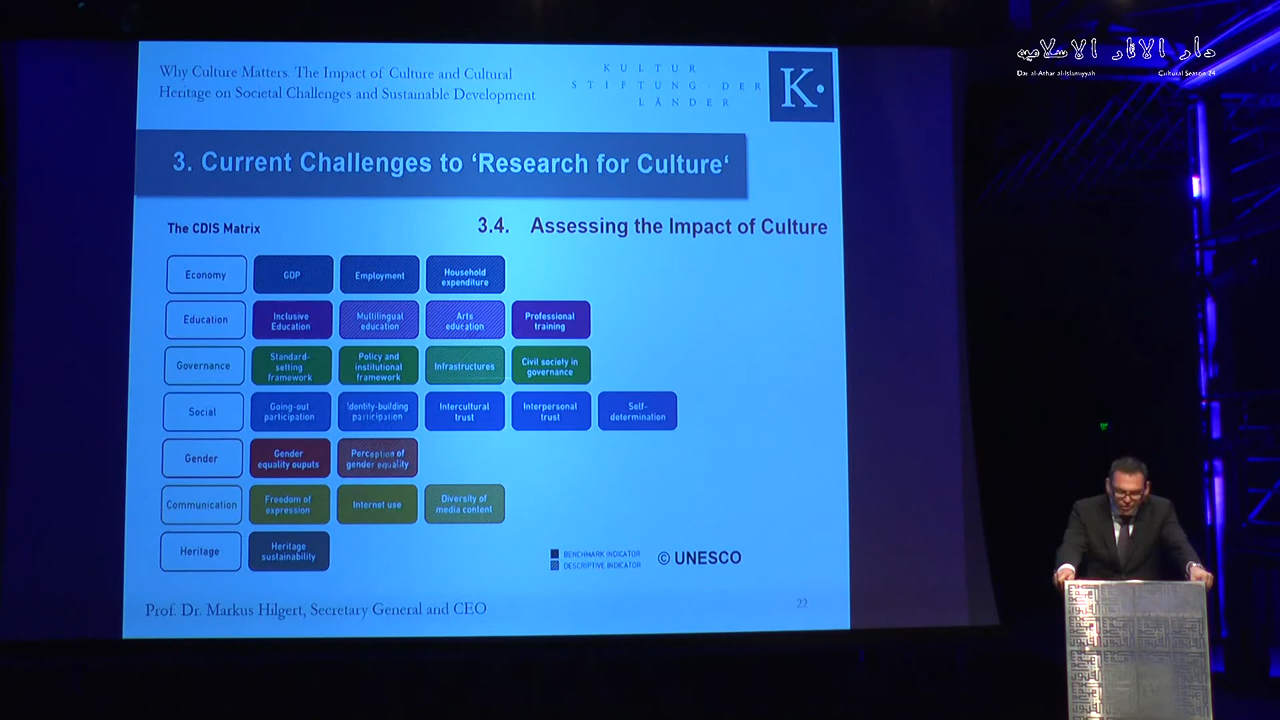 دار الآثار الإسلامية
Dar al-Athar al-Islamiyyah
Cultural Season 24
Why Culture Matters. The Impact of Culture and Cultural
Heritage on Societal Challenges and Sustainable Development
KULTUR
STIFTUNG·DER
LÄNDER
K·
3. Current Challenges to ‘Research for Culture‘
3.4. Assessing the Impact of Culture
The CDIS Matrix
Economy
GDP
Employment
Household
expenditure
Education
Inclusive
Education
Multilingual
education
Arts
education
Professional
training
Governance
Standard-
setting
framework
Policy and
institutional
framework
Infrastructures
Civil society in
governance
Social
Going-out
participation
Identity-building
participation
Intercultural
trust
Interpersonal
trust
Self-
determination
Gender
Gender
equality ouputs
Perception of
gender equality
Communication
Freedom of
expression
Internet use
Diversity of
media content
Heritage
Heritage
sustainability
BENCHMARK INDICATOR
DESCRIPTIVE INDICATOR
© UNESCO
Prof. Dr. Markus Hilgert, Secretary General and CEO
22